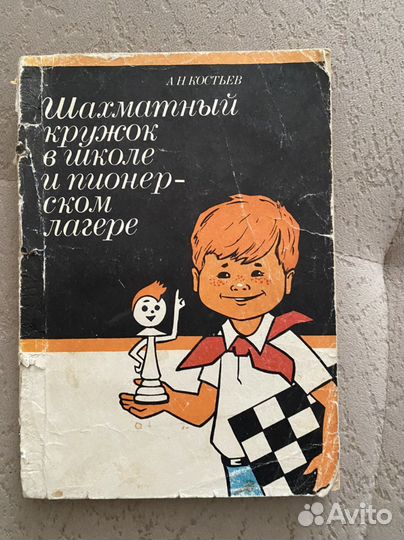 А Н КОСТЬЕВ
Шахматный
кружок
в школе
и пионер-
ском
лагере
Avito